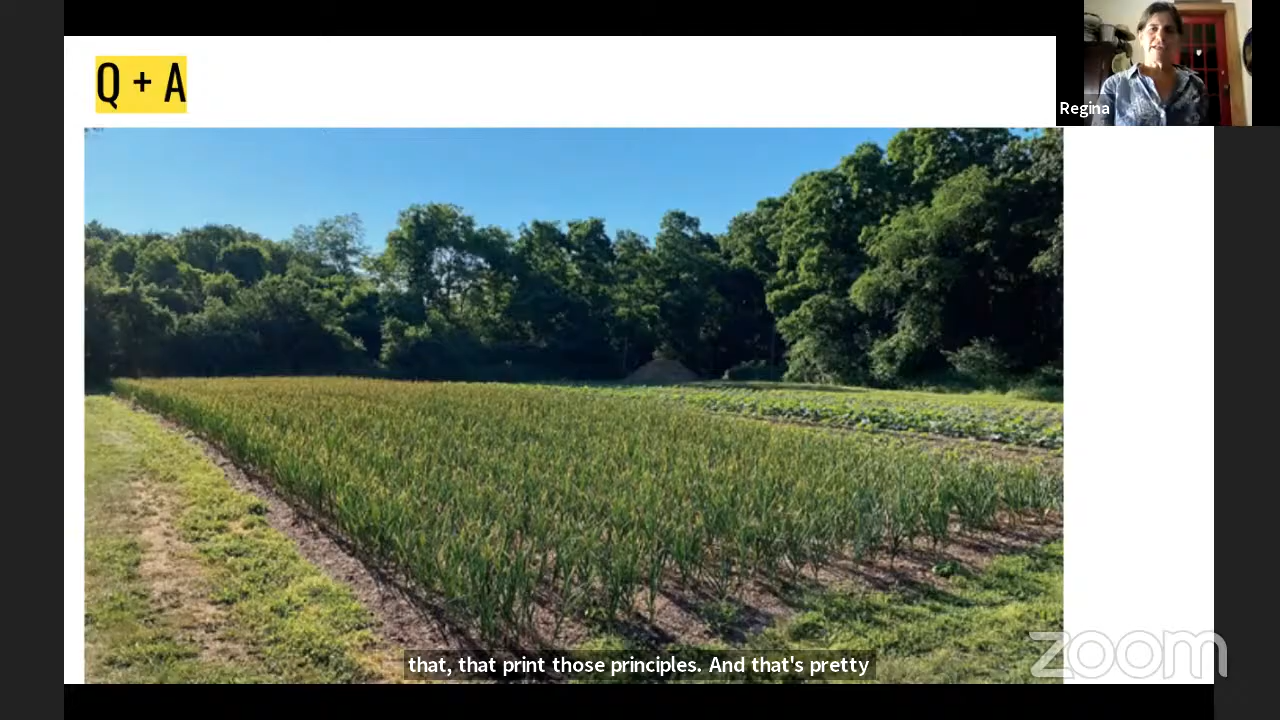 Q + A
Regina
that, that print those principles. And that's pretty
zoom